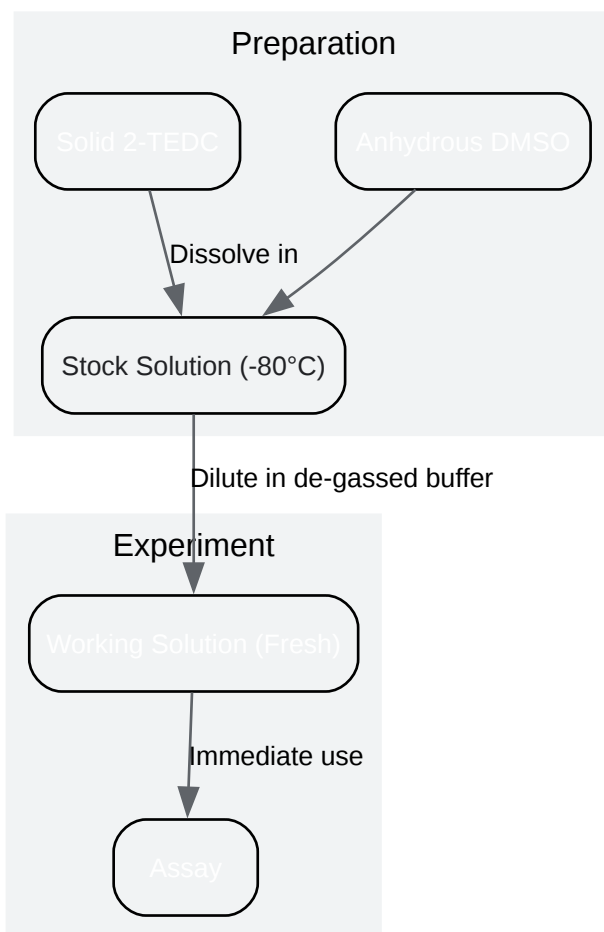 Preparation
Solid 2-TEDC
Anhydrous DMSO
Dissolve in
Stock Solution (-80°C)
Dilute in de-gassed buffer
Experiment
Working Solution (Fresh)
Immediate use
Assay